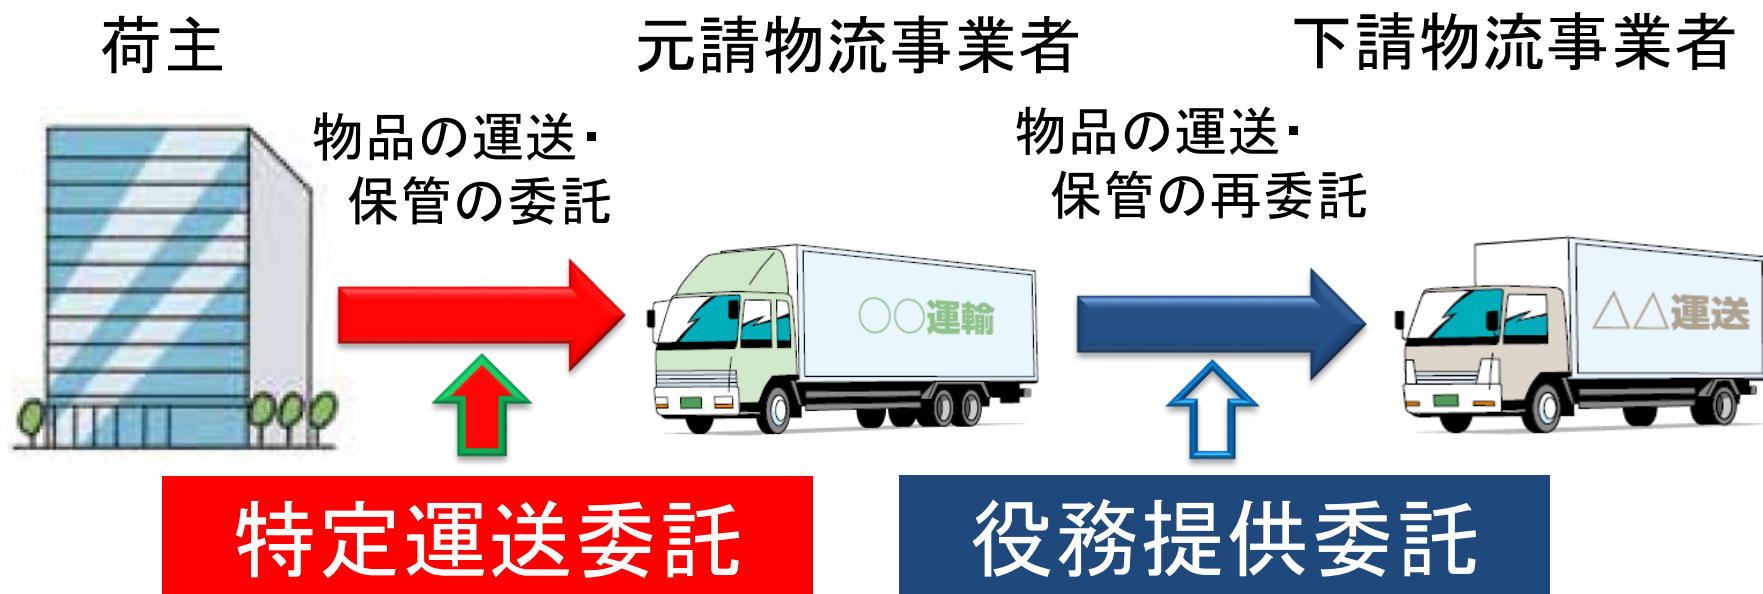 荷主
元請物流事業者
下請物流事業者
物品の運送・
保管の委託
物品の運送・
保管の再委託
○○運輸
△△運送
特定運送委託
役務提供委託